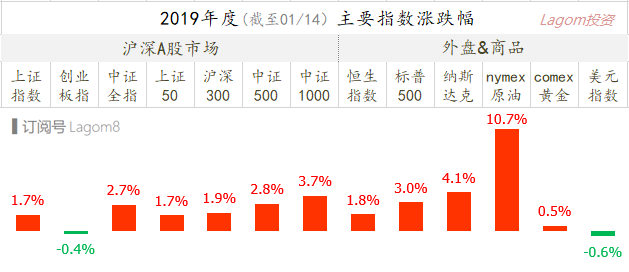 2019年度(截至01/14) 主要指数涨跌幅 Lagom投资
沪深A股市场 外盘&商品
上证指数 创业板指 中证全指 上证50 沪深300 中证500 中证1000 恒生指数 标普500 纳斯达克 nymex原油 comex黄金 美元指数
订阅号 Lagom8
1.7% -0.4% 2.7% 1.7% 1.9% 2.8% 3.7% 1.8% 3.0% 4.1% 10.7% 0.5% -0.6%